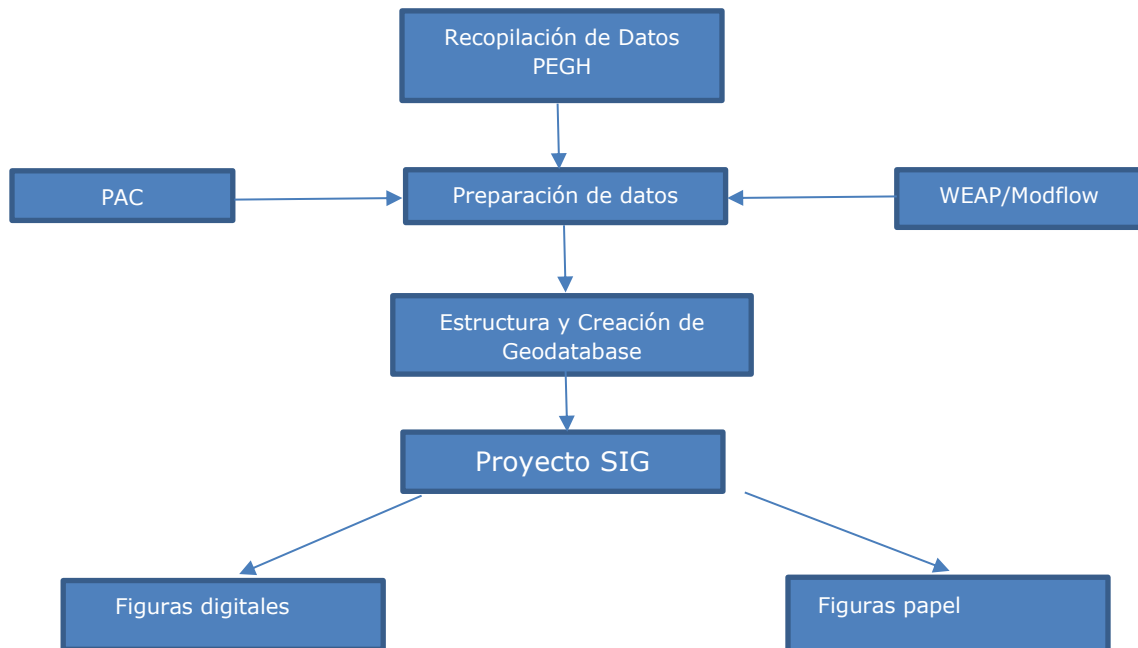 Recopilación de Datos
PEGH
PAC
Preparación de datos
WEAP/Modflow
Estructura y Creación de
Geodatabase
Proyecto SIG
Figuras digitales
Figuras papel